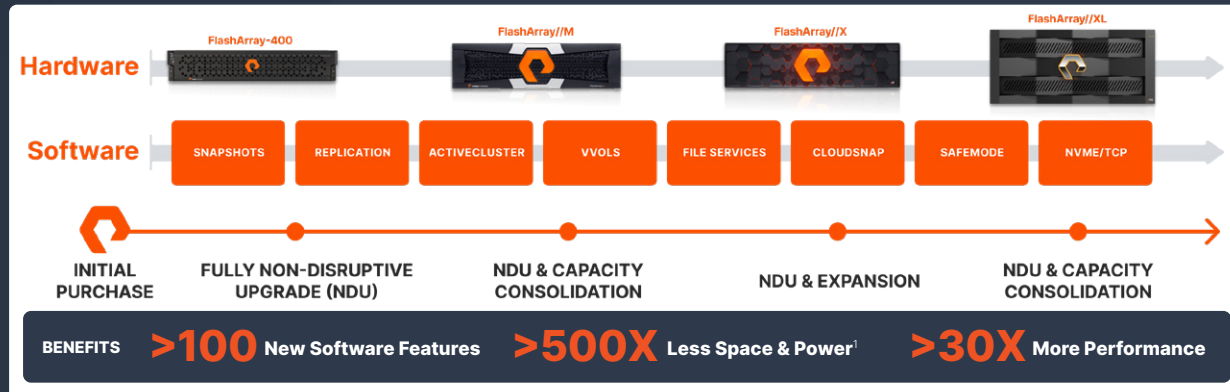 FlashArray-400
FlashArray//M
FlashArray//X
FlashArray//XL
Hardware
Software
SNAPSHOTS
REPLICATION
ACTIVECLUSTER
VVOLS
FILE SERVICES
CLOUDSNAP
SAFEMODE
NVME/TCP
INITIAL
PURCHASE
FULLY NON-DISRUPTIVE
UPGRADE (NDU)
NDU & CAPACITY
CONSOLIDATION
NDU & EXPANSION
NDU & CAPACITY
CONSOLIDATION
BENEFITS
>100 New Software Features
>500X Less Space & Power¹
>30X More Performance